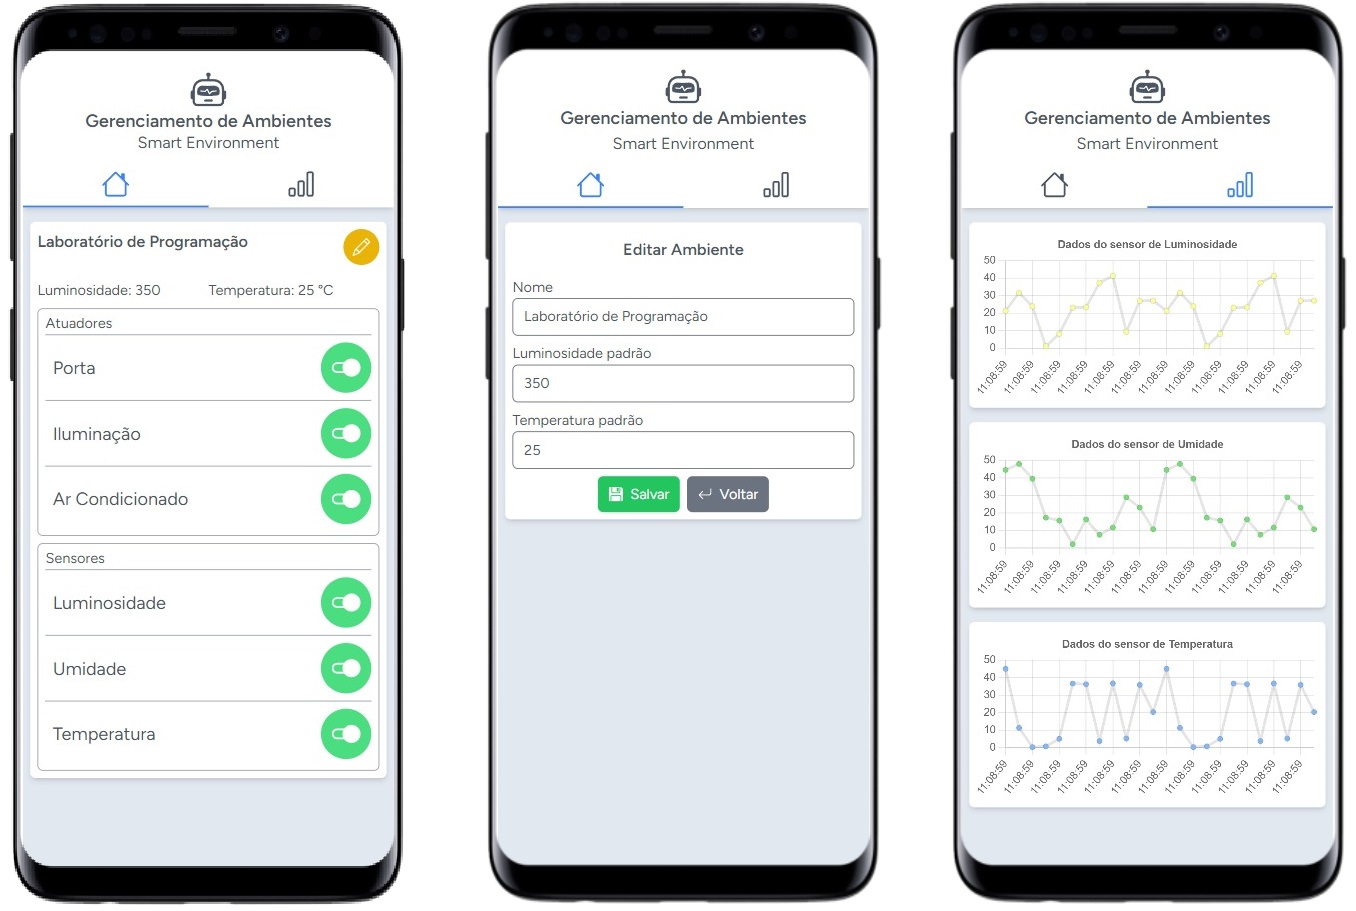 Gerenciamento de Ambientes
Smart Environment
Laboratório de Programação
Luminosidade: 350 Temperatura: 25 °C
Atuadores
Porta
Iluminação
Ar Condicionado
Sensores
Luminosidade
Umidade
Temperatura
Gerenciamento de Ambientes
Smart Environment
Editar Ambiente
Nome
Laboratório de Programação
Luminosidade padrão
350
Temperatura padrão
25
Salvar Voltar
Gerenciamento de Ambientes
Smart Environment
Dados do sensor de Luminosidade
50
40
30
20
10
0
11:08:59 11:08:59 11:08:59 11:08:59 11:08:59 11:08:59 11:08:59 11:08:59 11:08:59 11:08:59 11:08:59 11:08:59
Dados do sensor de Umidade
50
40
30
20
10
0
11:08:59 11:08:59 11:08:59 11:08:59 11:08:59 11:08:59 11:08:59 11:08:59 11:08:59 11:08:59 11:08:59 11:08:59
Dados do sensor de Temperatura
50
40
30
20
10
0
11:08:59 11:08:59 11:08:59 11:08:59 11:08:59 11:08:59 11:08:59 11:08:59 11:08:59 11:08:59 11:08:59 11:08:59